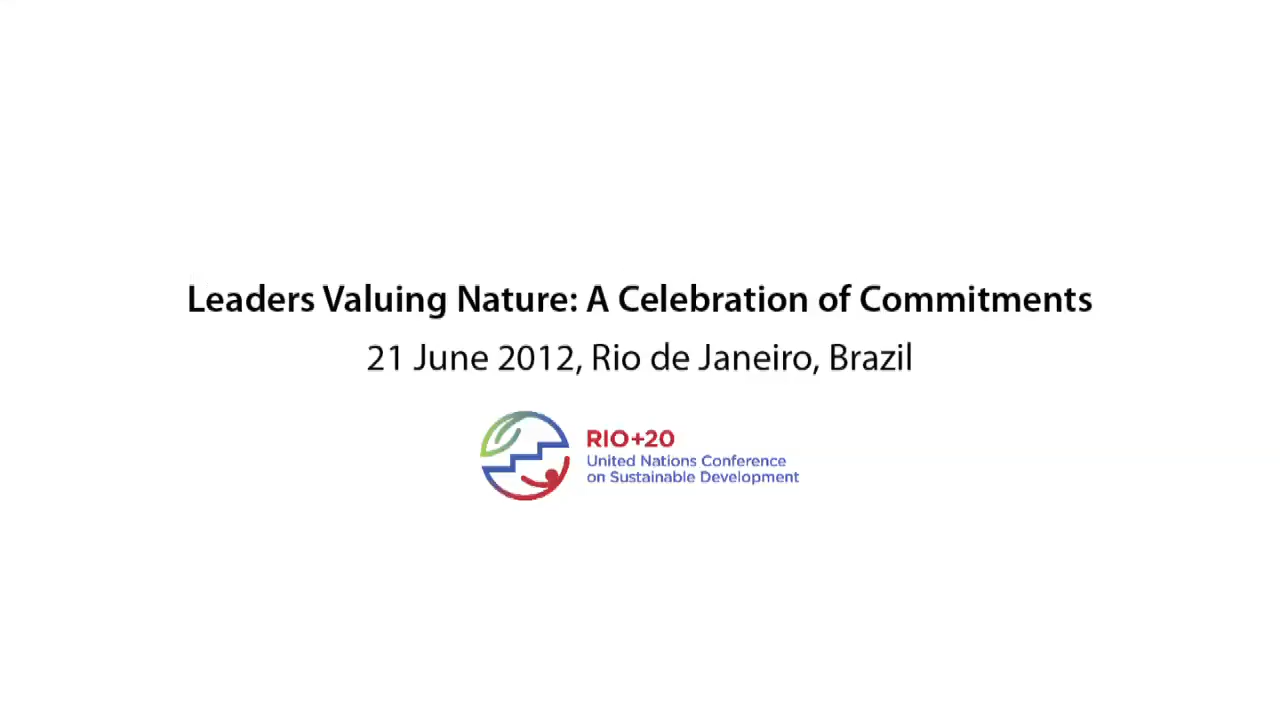 Leaders Valuing Nature: A Celebration of Commitments
21 June 2012, Rio de Janeiro, Brazil
RIO+20
United Nations Conference
on Sustainable Development